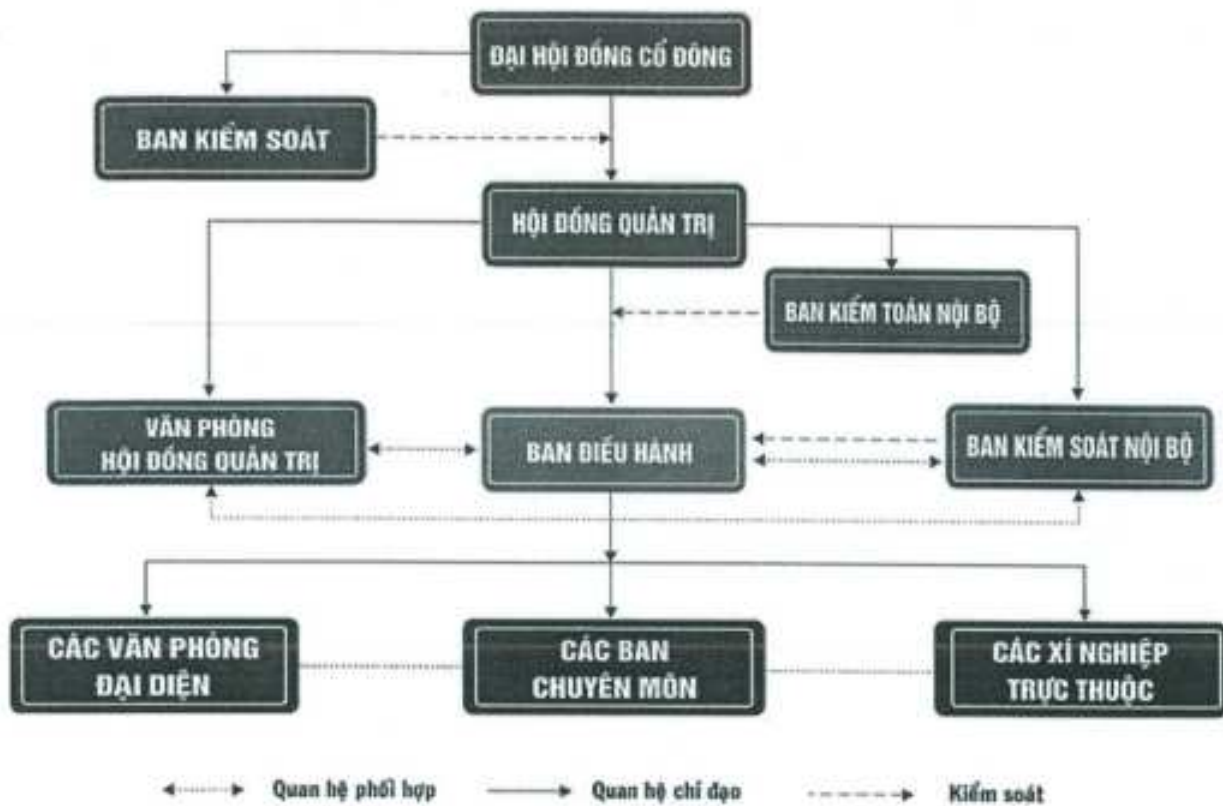 ĐẠI HỘI ĐỒNG CỔ ĐÔNG
BAN KIỂM SOÁT
HỘI ĐỒNG QUẢN TRỊ
BAN KIỂM TOÁN NỘI BỘ
VĂN PHÒNG
HỘI ĐỒNG QUẢN TRỊ
BAN ĐIỀU HÀNH
BAN KIỂM SOÁT NỘI BỘ
CÁC VĂN PHÒNG
ĐẠI DIỆN
CÁC BAN
CHUYÊN MÔN
CÁC XÍ NGHIỆP
TRỰC THUỘC
Quan hệ phối hợp
Quan hệ chỉ đạo
Kiểm soát